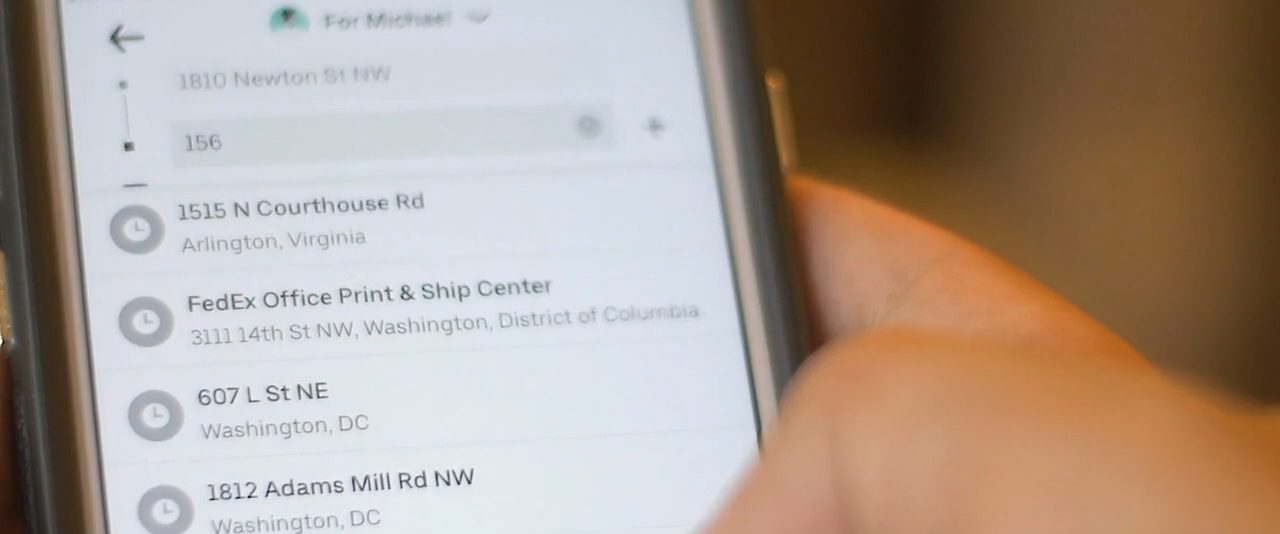 For Michael
1810 Newton St NW
156
1515 N Courthouse Rd
Arlington, Virginia
FedEx Office Print & Ship Center
3111 14th St NW, Washington, District of Columbia
607 L St NE
Washington, DC
1812 Adams Mill Rd NW
Washington, DC